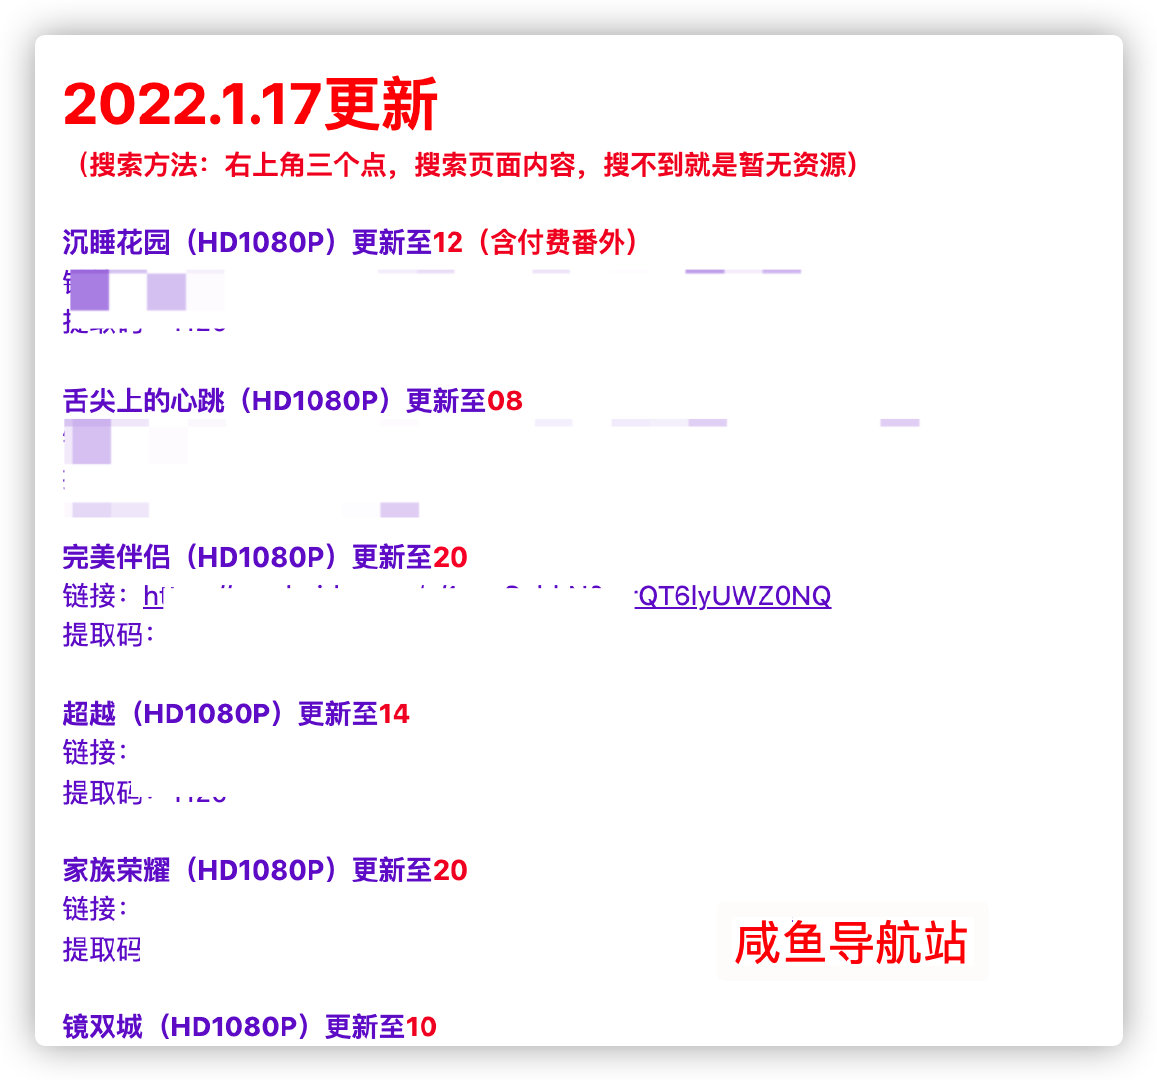 2022.1.17更新
（搜索方法：右上角三个点，搜索页面内容，搜不到就是暂无资源）
沉睡花园（HD1080P）更新至12（含付费番外）
舌尖上的心跳（HD1080P）更新至08
完美伴侣（HD1080P）更新至20
链接：
QT6lyUWZ0NQ
提取码：
超越（HD1080P）更新至14
链接：
提取码：
家族荣耀（HD1080P）更新至20
链接：
提取码
咸鱼导航站
镜双城（HD1080P）更新至10